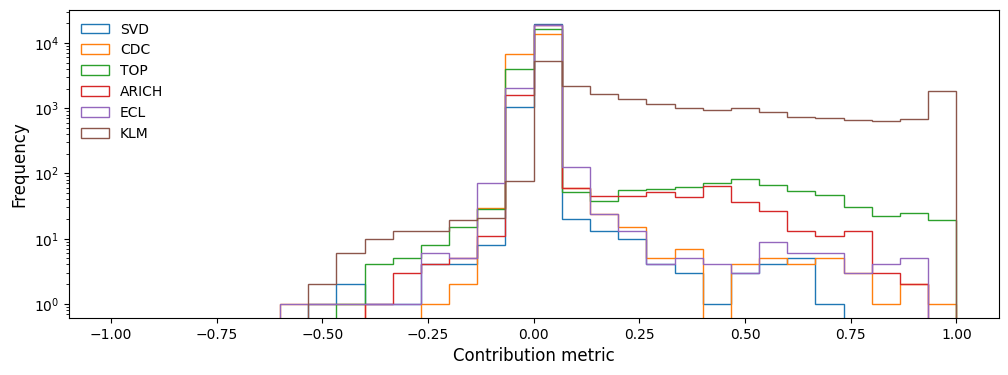 SVD
CDC
TOP
ARICH
ECL
KLM
Frequency
10⁴
10³
10²
10¹
10⁰
−1.00 −0.75 −0.50 −0.25 0.00 0.25 0.50 0.75 1.00
Contribution metric